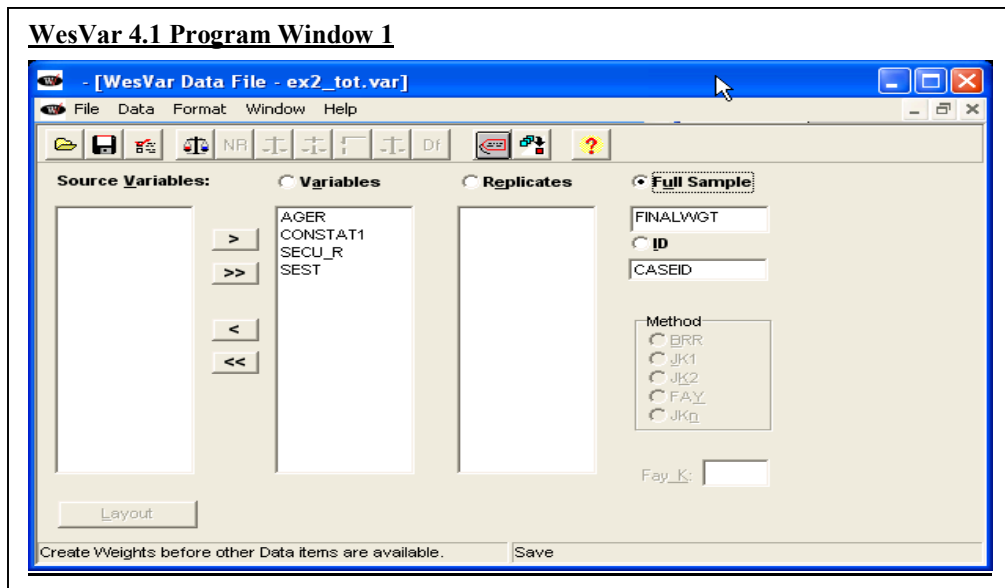 WesVar 4.1 Program Window 1
- [WesVar Data File - ex2_tot.var]
File Data Format Window Help
NR Df ?
Source Variables: Variables Replicates Full Sample
AGER
CONSTAT1
SECU_R
SEST
FINALWGT
ID
CASEID
>
>>
<
<<
Method
BRR
JK1
JK2
FAY
JKn
Fay_K:
Layout
Create Weights before other Data items are available. Save